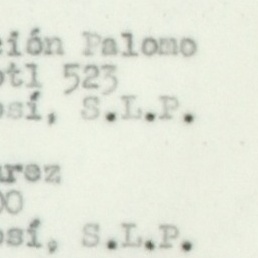 ción Palomo
otl 523
osí, S.L.P.
arez
00
osí, S.L.P.